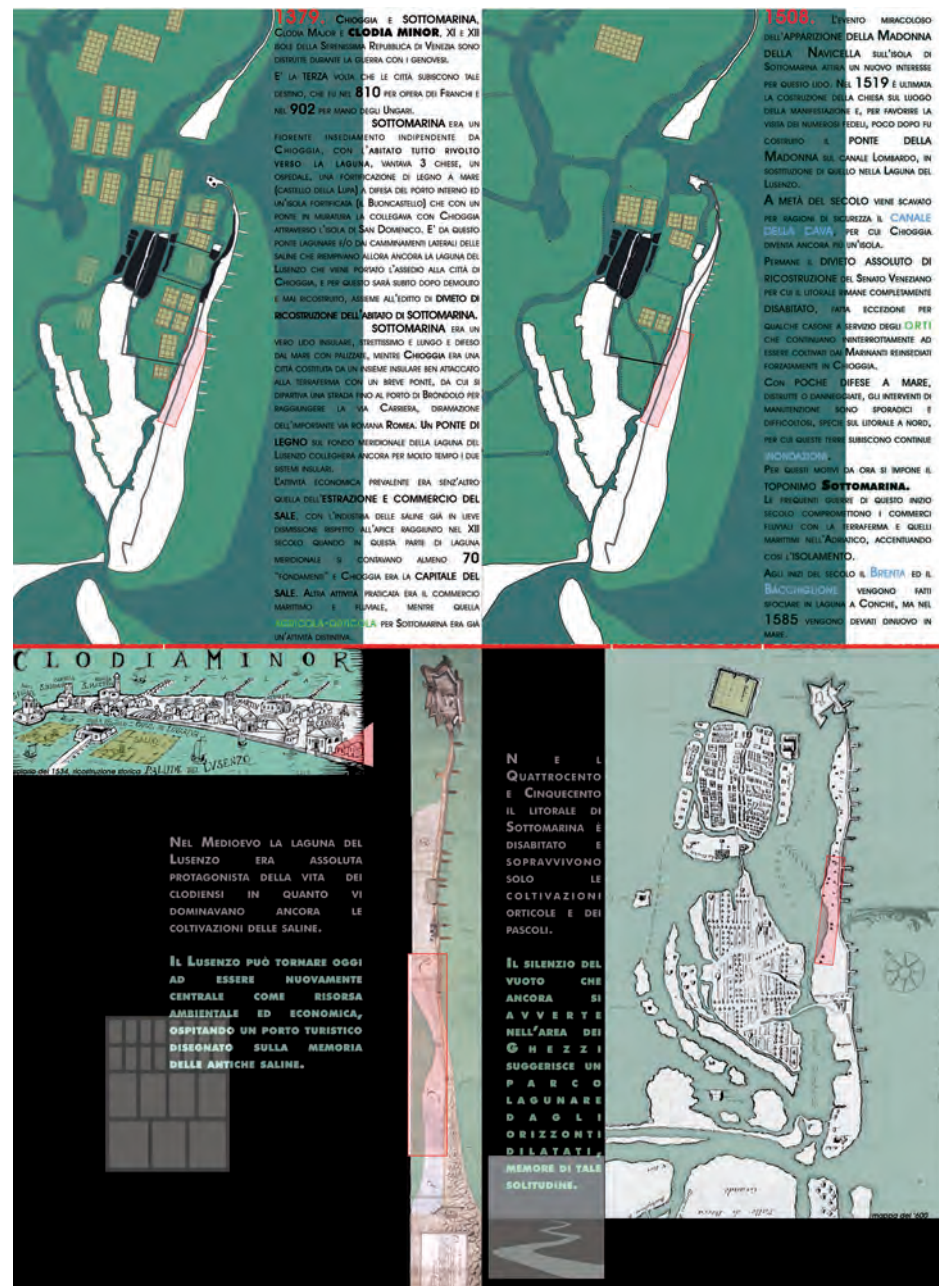 1379. Chioggia e SOTTOMARINA,
Clodia Major e CLODIA MINOR, XI e XII
isole della Serenissima Repubblica di Venezia sono
distrutte durante la guerra con i genovesi.
E' la TERZA volta che le città subiscono tale
destino, che fu nel 810 per opera dei Franchi e
nel 902 per mano degli Ungari.
SOTTOMARINA era un
fiorente insediamento indipendente da
Chioggia, con l'abitato tutto rivolto
verso la laguna, vantava 3 chiese, un
ospedale, una fortificazione di legno a mare
(castello della Lupa) a difesa del porto interno ed
un'isola fortificata (il Buoncastello) che con un
ponte in muratura la collegava con Chioggia
attraverso l'isola di San Domenico. E' da questo
ponte lagunare e/o dai camminamenti laterali delle
saline che riempivano allora ancora la laguna del
Lusenzo che viene portato l'assedio alla città di
Chioggia, e per questo sarà subito dopo demolito
e mai ricostruito, assieme all'editto di DIVIETO DI
RICOSTRUZIONE DELL'ABITATO DI SOTTOMARINA.
SOTTOMARINA era un
vero lido insulare, strettissimo e lungo e difeso
dal mare con palizzate, mentre Chioggia era una
città costituita da un insieme insulare ben attaccato
alla terraferma con un breve ponte, da cui si
dipartiva una strada fino al porto di Brondolo per
raggiungere la via Carriera, diramazione
dell'importante via romana Romea. Un PONTE DI
LEGNO sul fondo meridionale della laguna del
Lusenzo collegherà ancora per molto tempo i due
sistemi insulari.
L'attività economica prevalente era senz'altro
quella dell'ESTRAZIONE E COMMERCIO DEL
SALE, con l'industria delle saline già in lieve
dismissione rispetto all'apice raggiunto nel XII
secolo quando in questa parte di laguna
meridionale si contavano almeno 70
"fondamenti" e Chioggia era la CAPITALE DEL
SALE. Altra attività praticata era il commercio
marittimo e fluviale, mentre quella
AGRICOLA-ORTICOLA per Sottomarina era già
un'attività distintiva.
1508. L'evento miracoloso
dell'APPARIZIONE DELLA MADONNA
DELLA NAVICELLA sull'isola di
Sottomarina attira un nuovo interesse
per questo lido. Nel 1519 è ultimata
la costruzione della chiesa sul luogo
della manifestazione e, per favorire la
visita dei numerosi fedeli, poco dopo fu
costruito il PONTE DELLA
MADONNA sul canale Lombardo, in
sostituzione di quello nella Laguna del
Lusenzo.
A METÀ DEL SECOLO viene scavato
per ragioni di sicurezza il CANALE
DELLA CAVA, per cui Chioggia
diventa ancora più un'isola.
Permane il DIVIETO ASSOLUTO DI
RICOSTRUZIONE del Senato Veneziano
per cui il litorale rimane completamente
DISABITATO, fatta eccezione per
qualche casone a servizio degli ORTI
che continuano ininterrottamente ad
essere coltivati dai Marinanti reinsediati
forzatamente in Chioggia.
Con POCHE DIFESE A MARE,
distrutte o danneggiate, gli interventi di
manutenzione sono sporadici e
difficoltosi, specie sul litorale a nord,
per cui queste terre subiscono continue
INONDAZIONI.
Per questi motivi da ora si impone il
TOPONIMO SOTTOMARINA.
Le frequenti guerre di questo inizio
secolo compromettono i commerci
fluviali con la terraferma e quelli
marittimi nell'Adriatico, accentuando
così l'ISOLAMENTO.
Agli inizi del secolo il Brenta ed il
Bacchiglione vengono fatti
sfociare in laguna a Conche, ma nel
1585 vengono deviati dinuovo in
mare.
CLODIA MINOR
del 1534, ricostruzione storica
PALUDE DEL LUSENZO
Nel Medioevo la laguna del
Lusenzo era assoluta
protagonista della vita dei
clodiensi in quanto vi
dominavano ancora le
coltivazioni delle saline.
Il Lusenzo può tornare oggi
ad essere nuovamente
centrale come risorsa
ambientale ed economica,
ospitando un porto turistico
disegnato sulla memoria
delle antiche saline.
Nel
Quattrocento
e Cinquecento
il litorale di
Sottomarina è
disabitato e
sopravvivono
solo le
coltivazioni
orticole e dei
pascoli.
Il silenzio del
vuoto che
ancora si
avverte
nell'area dei
Ghezzi
suggerisce un
parco
lagunare
dagli
orizzonti
dilatati,
memore di tale
solitudine.
mappa del '600